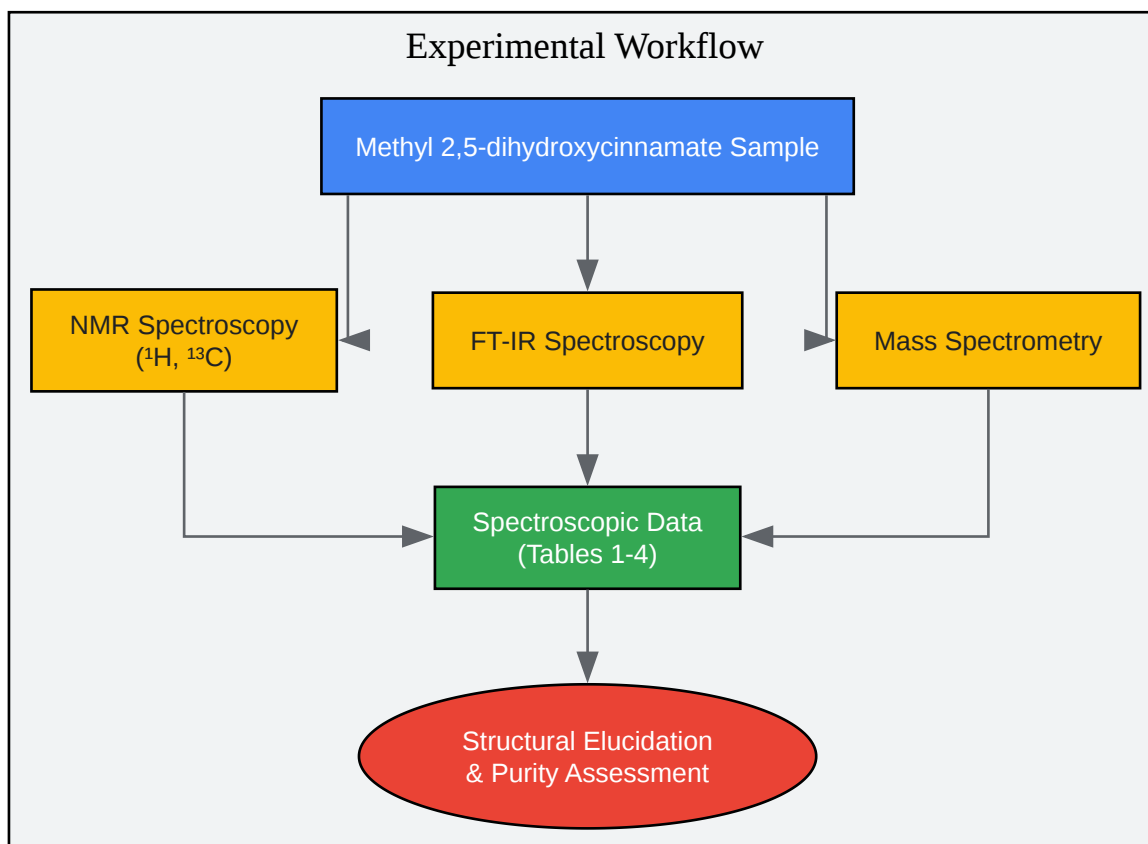 Experimental Workflow
Methyl 2,5-dihydroxycinnamate Sample
NMR Spectroscopy
(¹H, ¹³C)
FT-IR Spectroscopy
Mass Spectrometry
Spectroscopic Data
(Tables 1-4)
Structural Elucidation
& Purity Assessment